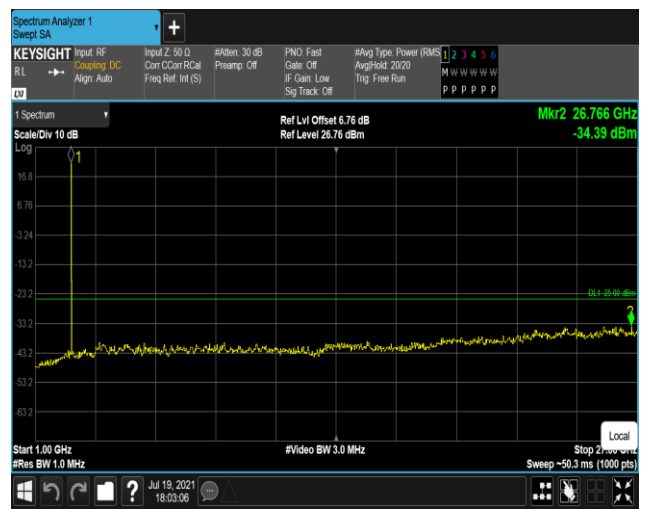 Spectrum Analyzer 1
Swept SA
+
KEYSIGHT
RL
LXI
Input: RF
Coupling: DC
Align: Auto
Input Z: 50 Ω
Corr CCorr RCal
Freq Ref: Int (S)
#Atten: 30 dB
Preamp: Off
PNO: Fast
Gate: Off
IF Gain: Low
Sig Track: Off
#Avg Type: Power (RMS
Avg|Hold: 20/20
Trig: Free Run
1 2 3 4 5 6
M W W W W W
P P P P P P
1 Spectrum
Scale/Div 10 dB
Ref Lvl Offset 6.76 dB
Ref Level 26.76 dBm
Mkr2 26.766 GHz
-34.39 dBm
Log
1
16.8
6.76
-3.24
-13.2
-23.2
DL1 -25.00 dBm
2
-33.2
-43.2
-53.2
-63.2
Local
Start 1.00 GHz
#Video BW 3.0 MHz
Stop 27.00 GHz
#Res BW 1.0 MHz
Sweep ~50.3 ms (1000 pts)
?
Jul 19, 2021
18:03:06